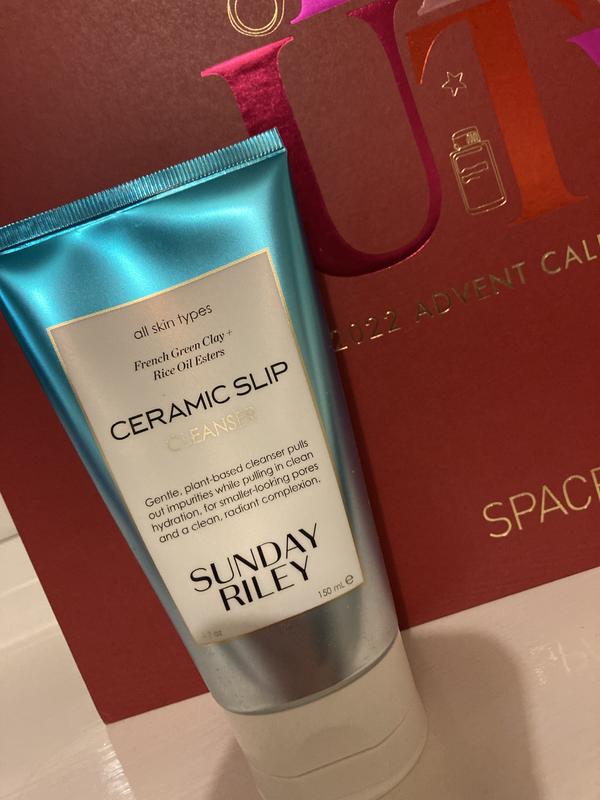 UT
2022 ADVENT CALE
SPACE
all skin types
French Green Clay +
Rice Oil Esters
CERAMIC SLIP
CLEANSER
Gentle, plant-based cleanser pulls
out impurities while pulling in clean
hydration, for smaller-looking pores
and a clean, radiant complexion.
SUNDAY
RILEY
150 mL ℮
oz